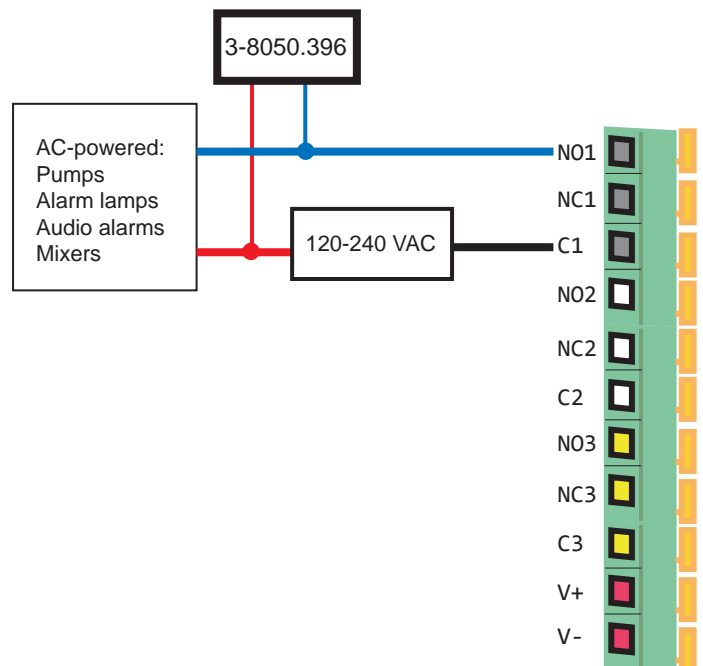 3-8050.396
AC-powered:
Pumps
Alarm lamps
Audio alarms
Mixers
120-240 VAC
NO1
NC1
C1
NO2
NC2
C2
NO3
NC3
C3
V+
V-